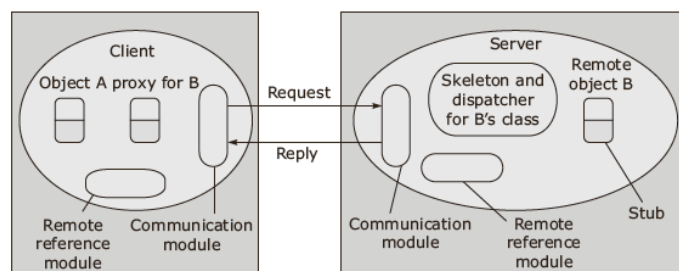 Client
Object A proxy for B
Remote
reference
module
Communication
module
Request
Reply
Server
Skeleton and
dispatcher
for B's class
Remote
object B
Communication
module
Remote
reference
module
Stub